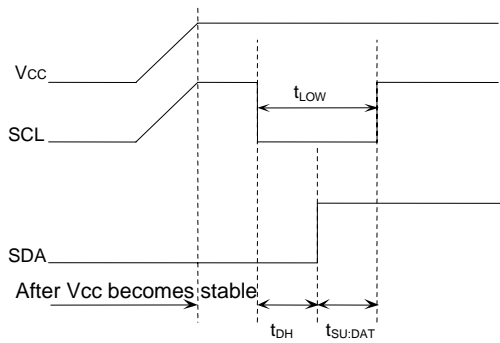 VCC
tLOW
SCL
SDA
After Vcc becomes stable
tDH
tSU:DAT